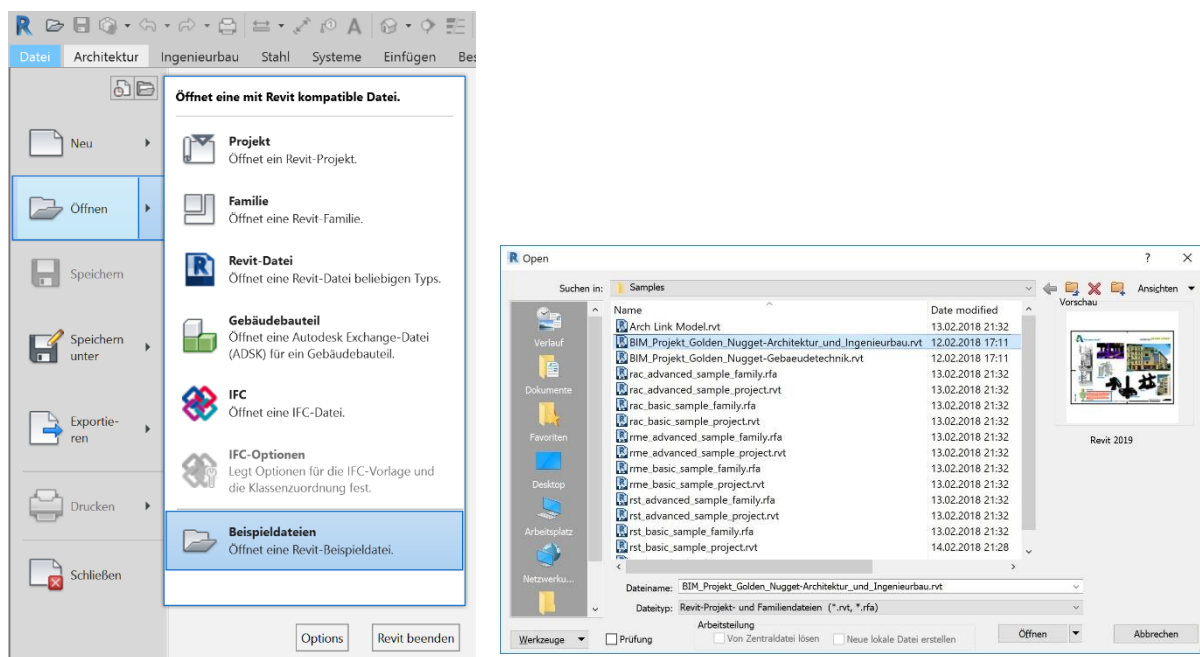 Datei Architektur Ingenieurbau Stahl Systeme Einfügen Bes
Öffnet eine mit Revit kompatible Datei.
Neu
Öffnen
Speichern
Speichern
unter
Exportie-
ren
Drucken
Schließen
Projekt
Öffnet ein Revit-Projekt.
Familie
Öffnet eine Revit-Familie.
Revit-Datei
Öffnet eine Revit-Datei beliebigen Typs.
Gebäudebauteil
Öffnet eine Autodesk Exchange-Datei
(ADSK) für ein Gebäudebauteil.
IFC
Öffnet eine IFC-Datei.
IFC-Optionen
Legt Optionen für die IFC-Vorlage und
die Klassenzuordnung fest.
Beispieldateien
Öffnet eine Revit-Beispieldatei.
Options Revit beenden
Open
Suchen in: Samples Ansichten
Verlauf
Dokumente
Favoriten
Desktop
Arbeitsplatz
Netzwerku...
Name Date modified
Arch Link Model.rvt 13.02.2018 21:32
BIM_Projekt_Golden_Nugget-Architektur_und_Ingenieurbau.rvt 12.02.2018 17:11
BIM_Projekt_Golden_Nugget-Gebaeudetechnik.rvt 12.02.2018 17:11
rac_advanced_sample_family.rfa 13.02.2018 21:32
rac_advanced_sample_project.rvt 13.02.2018 21:32
rac_basic_sample_family.rfa 13.02.2018 21:32
rac_basic_sample_project.rvt 13.02.2018 21:32
rme_advanced_sample_family.rfa 13.02.2018 21:32
rme_advanced_sample_project.rvt 13.02.2018 21:32
rme_basic_sample_family.rfa 13.02.2018 21:32
rme_basic_sample_project.rvt 13.02.2018 21:32
rst_advanced_sample_family.rfa 13.02.2018 21:32
rst_advanced_sample_project.rvt 13.02.2018 21:32
rst_basic_sample_family.rfa 13.02.2018 21:32
rst_basic_sample_project.rvt 14.02.2018 21:28
Vorschau
Revit 2019
Dateiname: BIM_Projekt_Golden_Nugget-Architektur_und_Ingenieurbau.rvt
Dateityp: Revit-Projekt- und Familiendateien (*.rvt, *.rfa)
Arbeitsteilung
Werkzeuge Prüfung Von Zentraldatei lösen Neue lokale Datei erstellen Öffnen Abbrechen